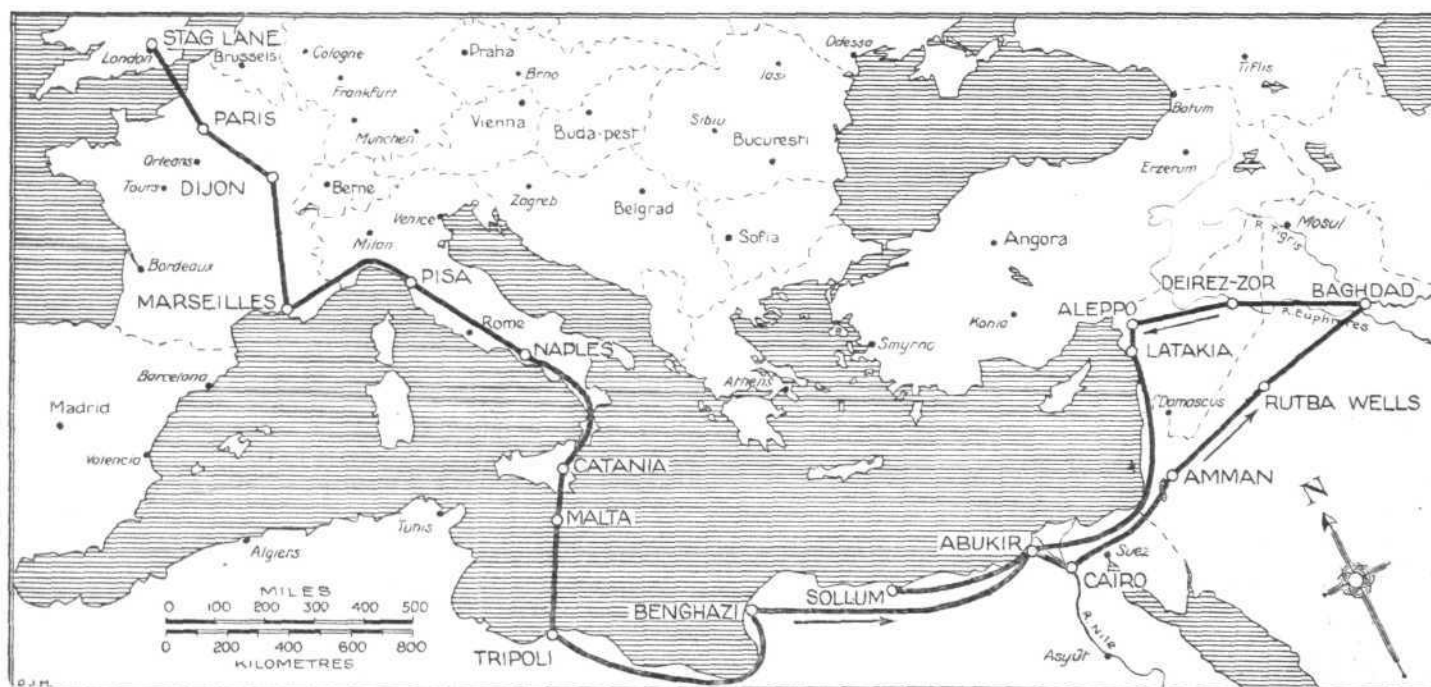 STAG LANE
London
Brussels
Cologne
Praha
Brno
Frankfurt
Iasi
Odessa
Tiflis
PARIS
Munchen
Vienna
Buda-pest
Sibiu
Bucuresti
Batum
Erzerum
Orleans
Tours
DIJON
Berne
Zagreb
Belgrad
Venice
Milan
Sofia
Angora
R. Tigris
Mosul
Bordeaux
MARSEILLES
PISA
Rome
NAPLES
Konia
Smyrna
ALEPPO
DEIREZ-ZOR
BAGHDAD
R. Euphrates
LATAKIA
Barcelona
Madrid
Valencia
Athens
Damascus
RUTBA WELLS
CATANIA
AMMAN
MALTA
Tunis
Algiers
ABUKIR
Suez
CAIRO
N
MILES
0 100 200 300 400 500
0 200 400 600 800
KILOMETRES
BENGHAZI
SOLLUM
TRIPOLI
R. Nile
Asyût
O.J.M.